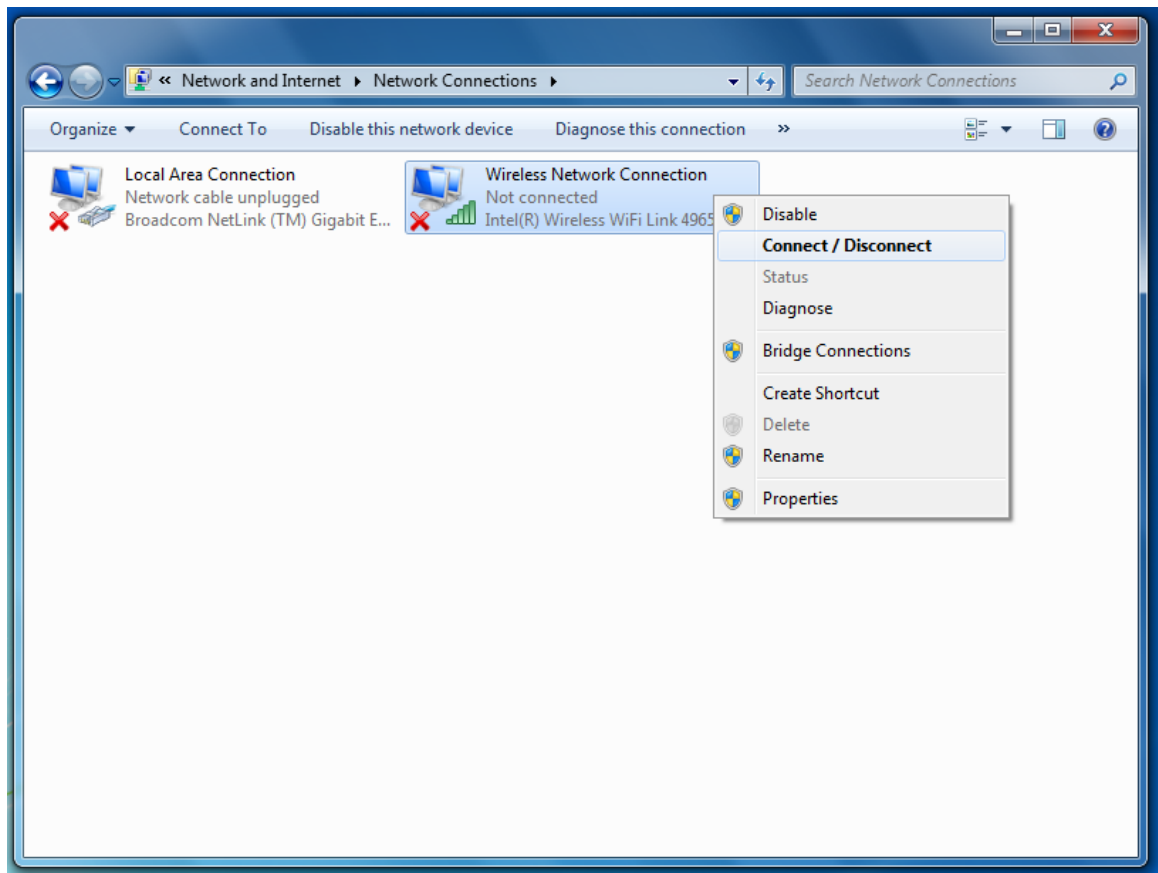 « Network and Internet ▸ Network Connections ▸
Search Network Connections
Organize Connect To Disable this network device Diagnose this connection »
Local Area Connection
Network cable unplugged
Broadcom NetLink (TM) Gigabit E...
Wireless Network Connection
Not connected
Intel(R) Wireless WiFi Link 4965
Disable
Connect / Disconnect
Status
Diagnose
Bridge Connections
Create Shortcut
Delete
Rename
Properties